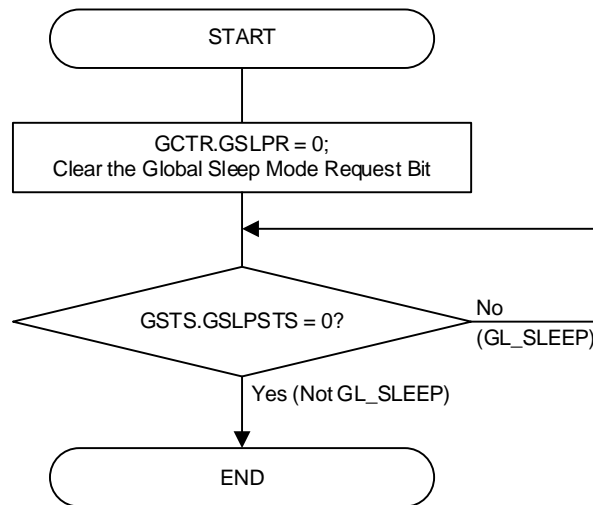 START
GCTR.GSLPR = 0;
Clear the Global Sleep Mode Request Bit
GSTS.GSLPSTS = 0?
No
(GL_SLEEP)
Yes (Not GL_SLEEP)
END